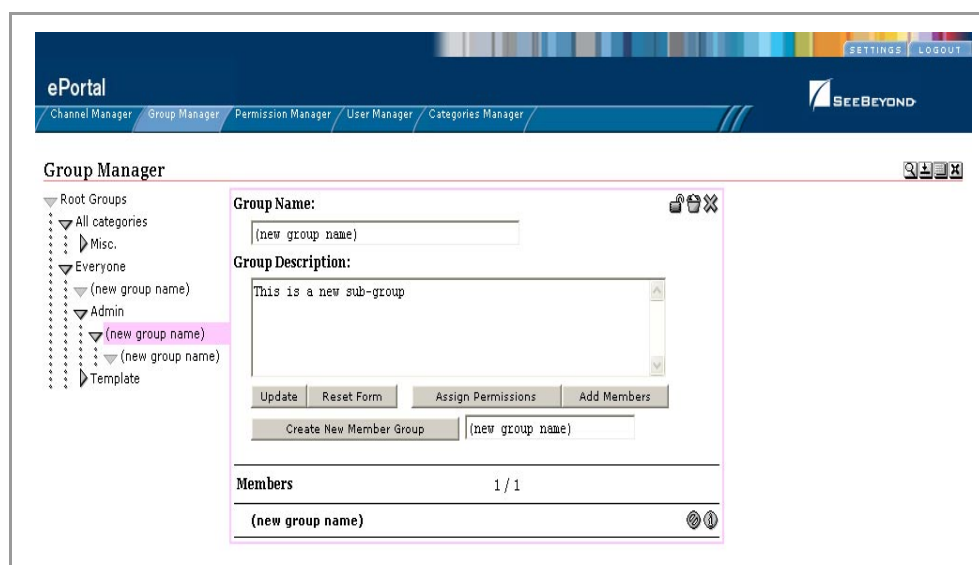 SETTINGS LOGOUT
ePortal
SEEBEYOND
Channel Manager Group Manager Permission Manager User Manager Categories Manager
Group Manager
Root Groups
All categories
Misc.
Everyone
(new group name)
Admin
(new group name)
(new group name)
Template
Group Name:
(new group name)
Group Description:
This is a new sub-group
Update Reset Form Assign Permissions Add Members
Create New Member Group (new group name)
Members 1 / 1
(new group name)